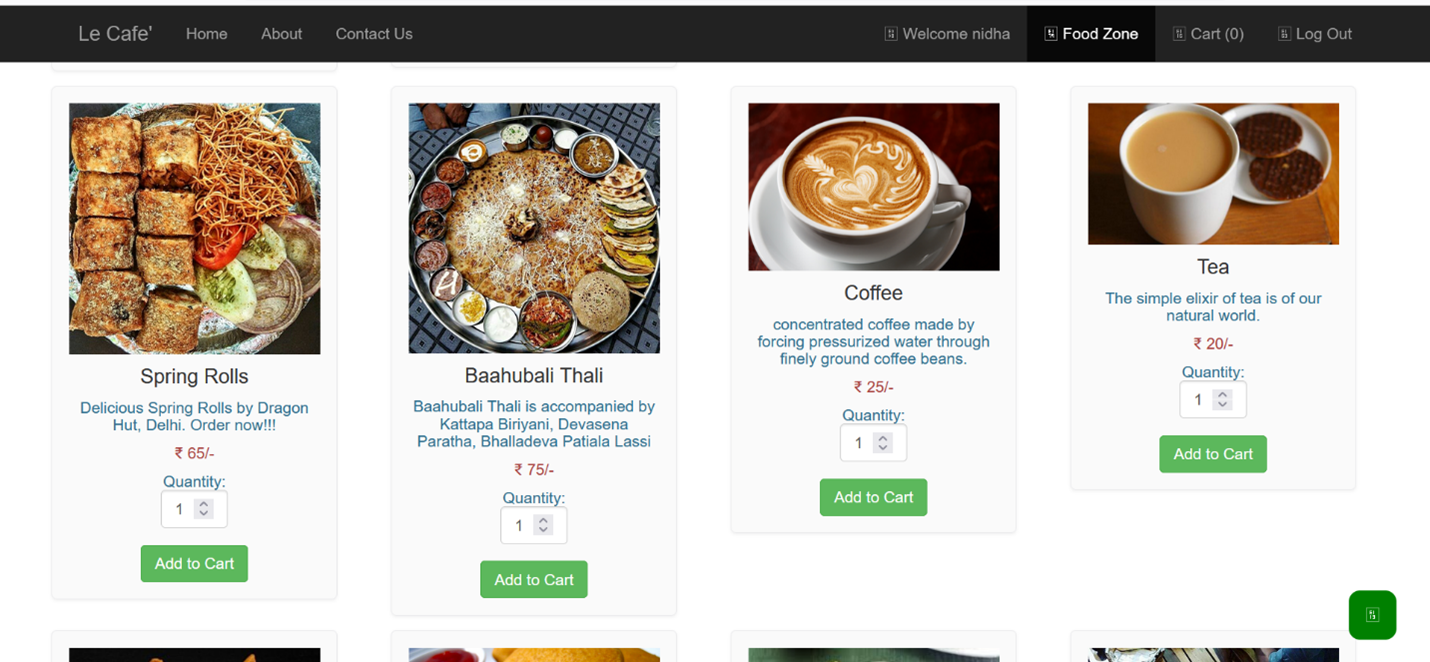 Le Cafe' Home About Contact Us Welcome nidha Food Zone Cart (0) Log Out
Spring Rolls
Delicious Spring Rolls by Dragon
Hut, Delhi. Order now!!!
₹ 65/-
Quantity:
1
Add to Cart
Baahubali Thali
Baahubali Thali is accompanied by
Kattapa Biriyani, Devasena
Paratha, Bhalladeva Patiala Lassi
₹ 75/-
Quantity:
1
Add to Cart
Coffee
concentrated coffee made by
forcing pressurized water through
finely ground coffee beans.
₹ 25/-
Quantity:
1
Add to Cart
Tea
The simple elixir of tea is of our
natural world.
₹ 20/-
Quantity:
1
Add to Cart